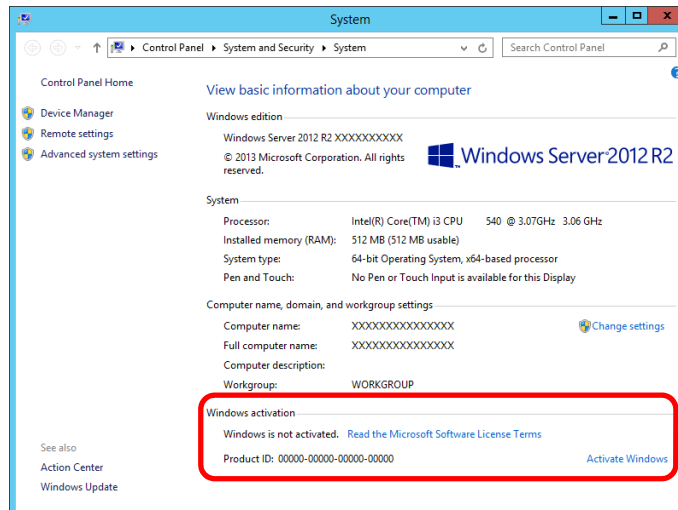 System
Control Panel System and Security System
Search Control Panel
Control Panel Home
Device Manager
Remote settings
Advanced system settings
See also
Action Center
Windows Update
View basic information about your computer
Windows edition
Windows Server 2012 R2 XXXXXXXXXX
© 2013 Microsoft Corporation. All rights
reserved.
Windows Server 2012 R2
System
Processor: Intel(R) Core(TM) i3 CPU 540 @ 3.07GHz 3.06 GHz
Installed memory (RAM): 512 MB (512 MB usable)
System type: 64-bit Operating System, x64-based processor
Pen and Touch: No Pen or Touch Input is available for this Display
Computer name, domain, and workgroup settings
Computer name: XXXXXXXXXXXXXXX
Change settings
Full computer name: XXXXXXXXXXXXXXX
Computer description:
Workgroup: WORKGROUP
Windows activation
Windows is not activated. Read the Microsoft Software License Terms
Product ID: 00000-00000-00000-00000
Activate Windows